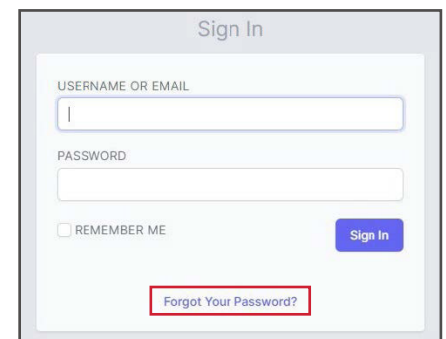 Sign In
USERNAME OR EMAIL
PASSWORD
REMEMBER ME
Sign In
Forgot Your Password?